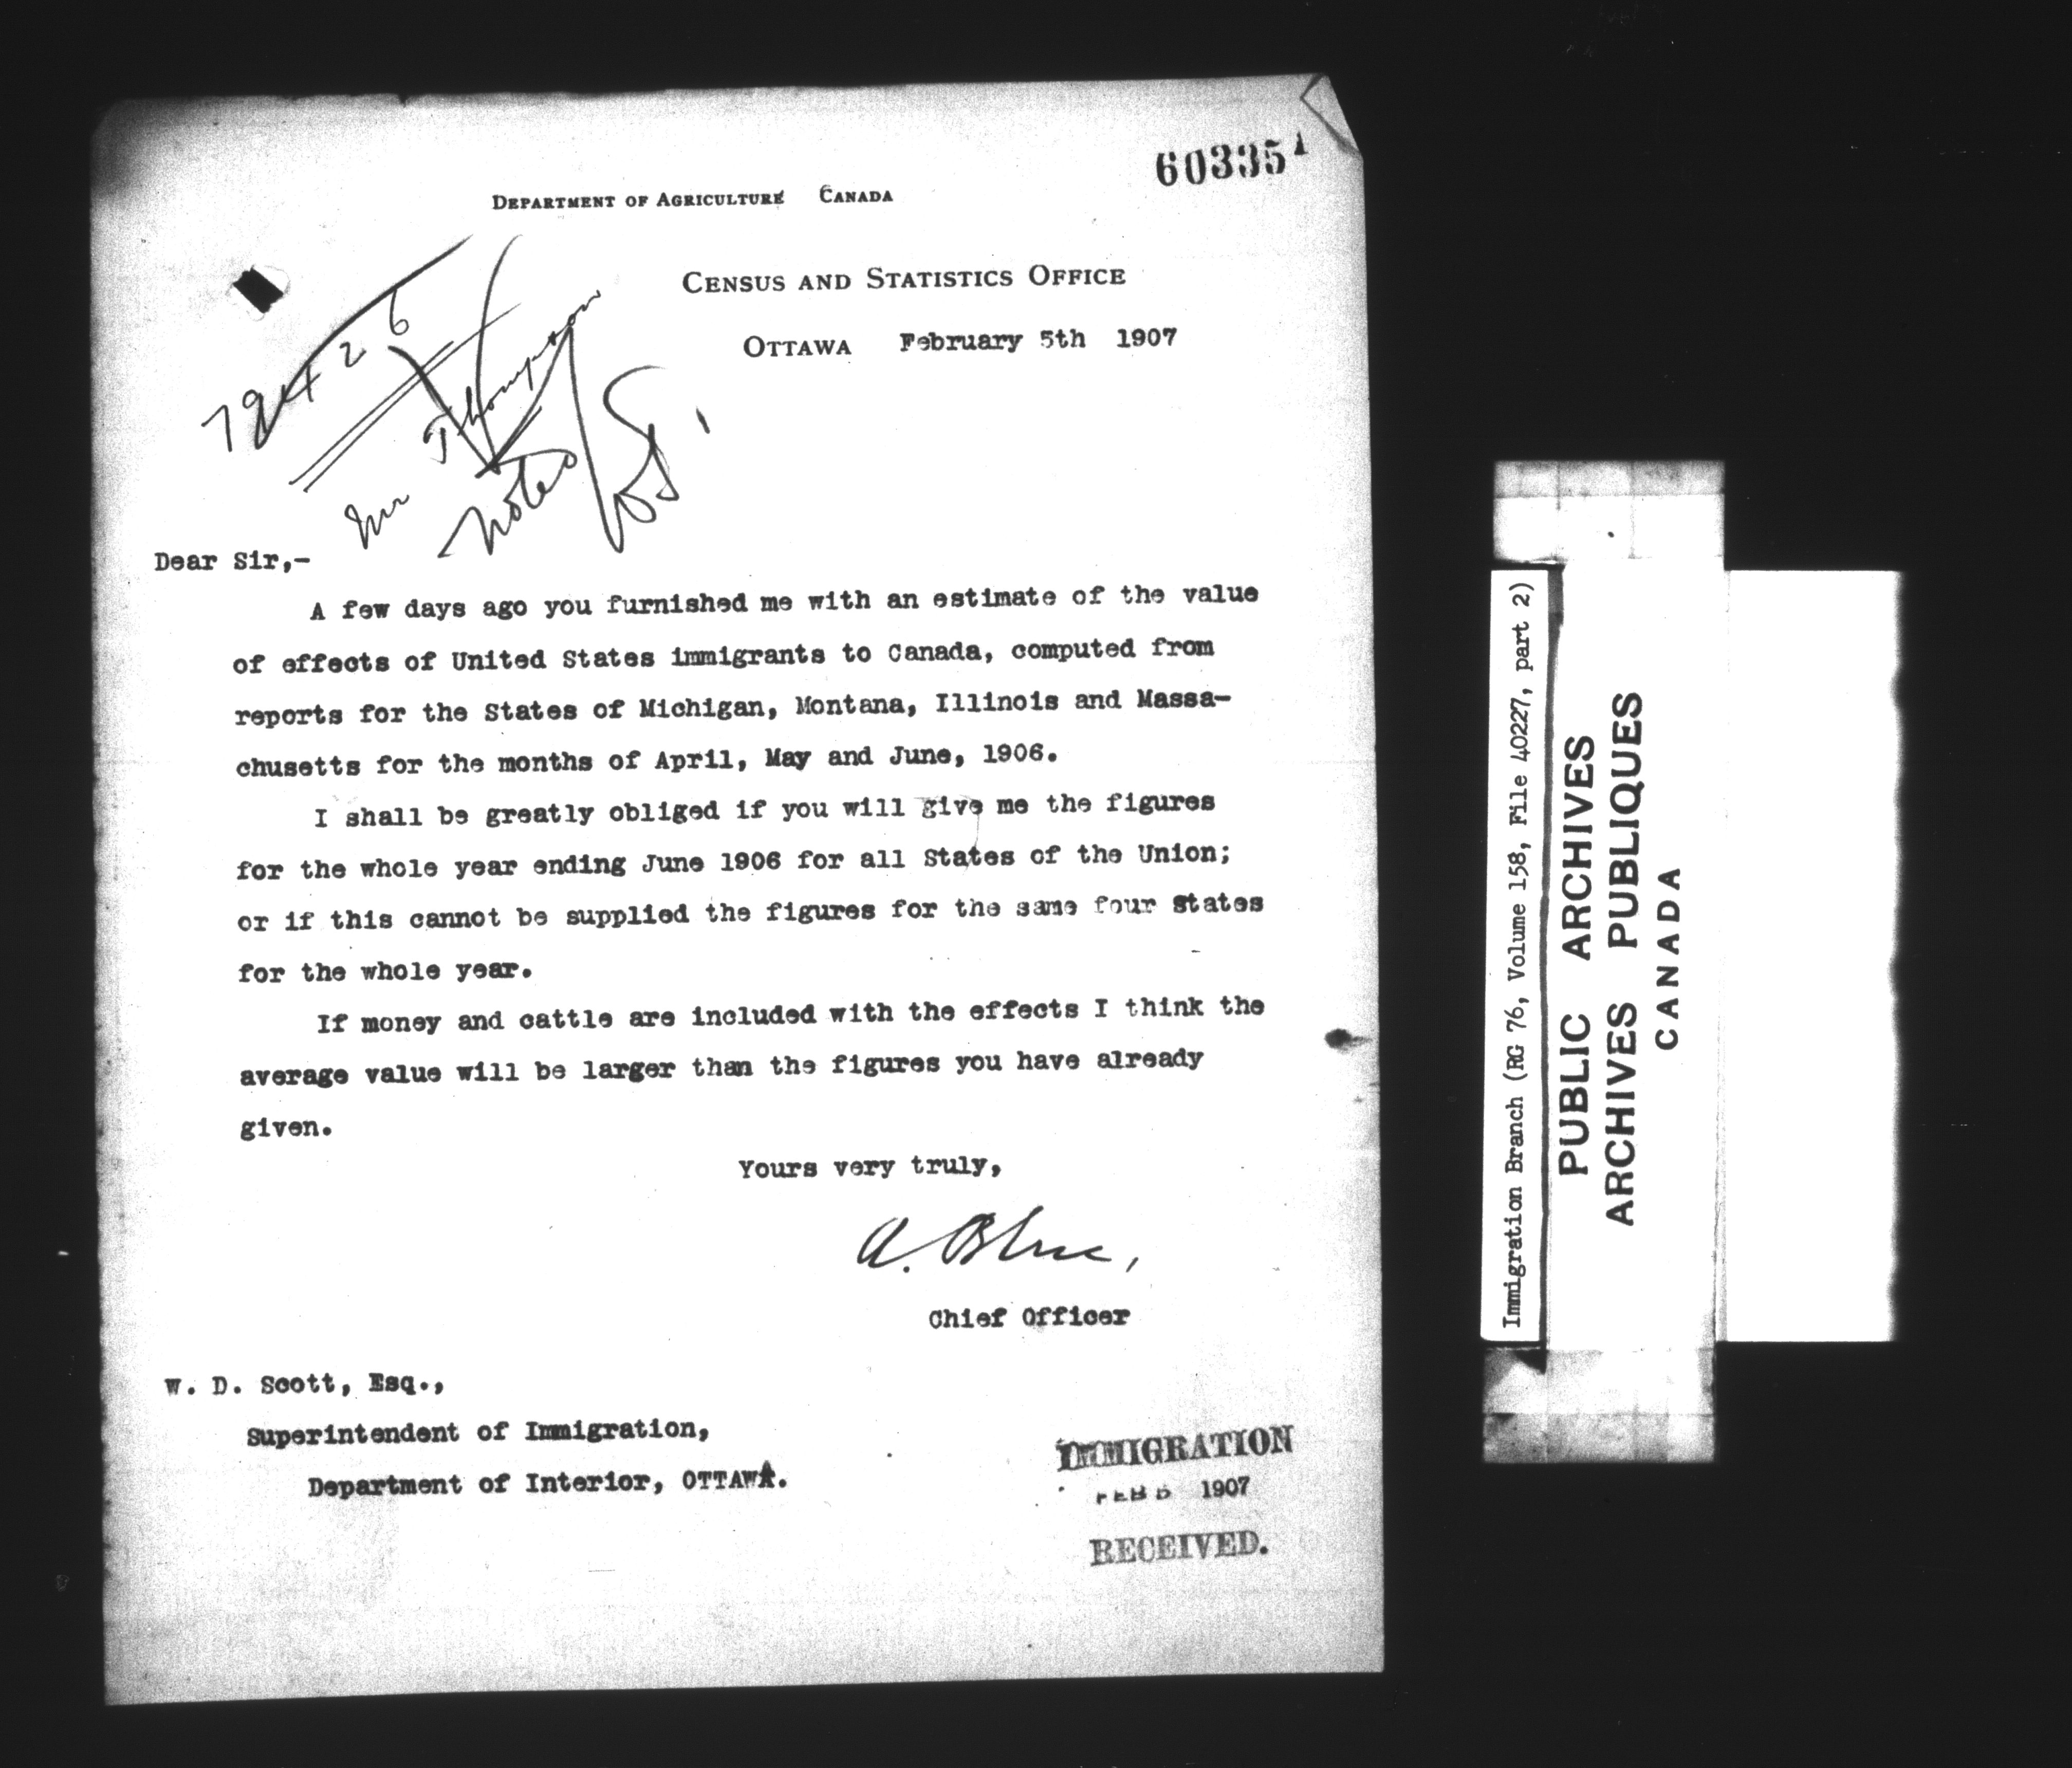 603351
DEPARTMENT OF AGRICULTURE CANADA
CENSUS AND STATISTICS OFFICE
OTTAWA February 5th 1907
Mr Thompson
Noted
Dear Sir,-
A few days ago you furnished me with an estimate of the value
of effects of United States immigrants to Canada, computed from
reports for the States of Michigan, Montana, Illinois and Massa-
chusetts for the months of April, May and June, 1906.
I shall be greatly obliged if you will give me the figures
for the whole year ending June 1906 for all States of the Union;
or if this cannot be supplied the figures for the same four States
for the whole year.
If money and cattle are included with the effects I think the
average value will be larger than the figures you have already
given.
Yours very truly,
A. Blue,
Chief Officer
W. D. Scott, Esq.,
Superintendent of Immigration,
Department of Interior, OTTAWA.
IMMIGRATION
FEB 5 1907
RECEIVED.
Immigration Branch (RG 76, Volume 158, File 40227, part 2)
PUBLIC ARCHIVES
ARCHIVES PUBLIQUES
CANADA